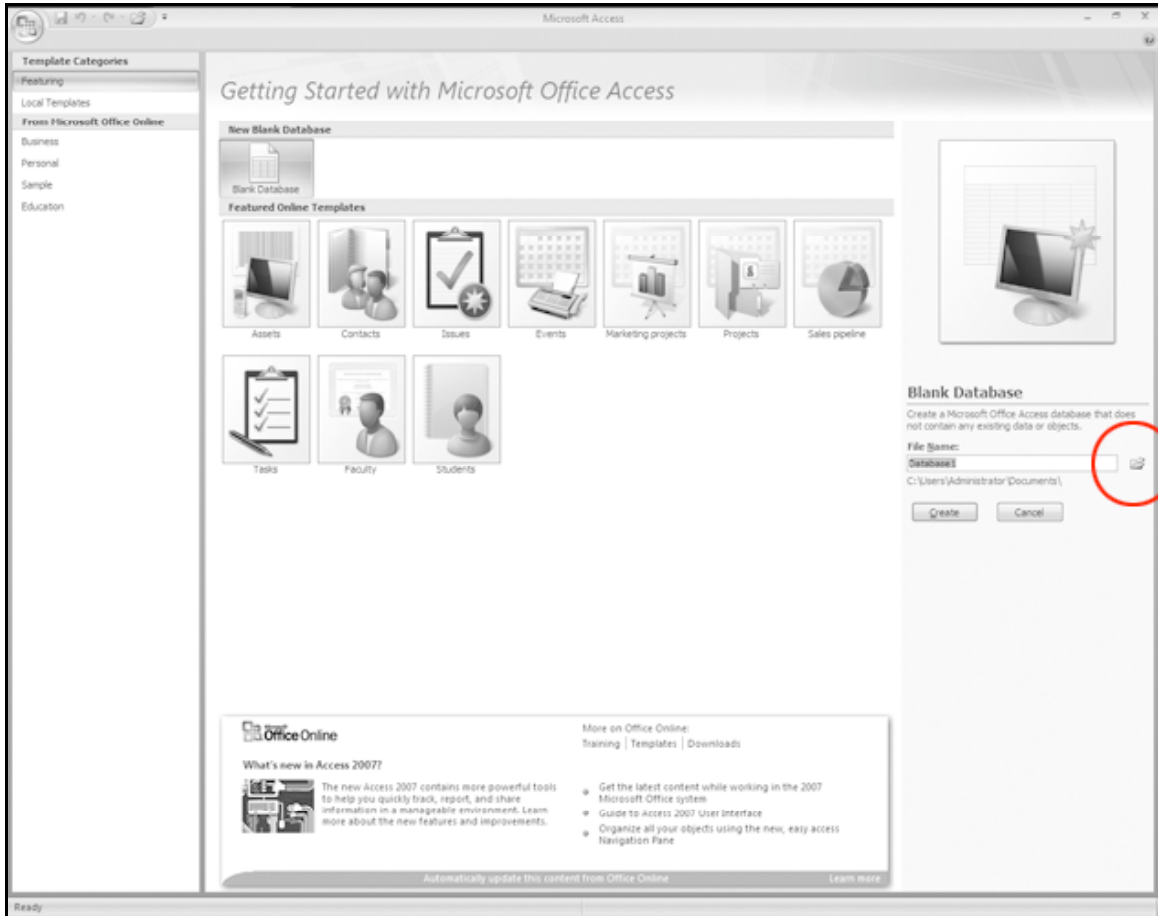 Microsoft Access
Template Categories
Featuring
Local Templates
From Microsoft Office Online
Business
Personal
Sample
Education
Getting Started with Microsoft Office Access
New Blank Database
Blank Database
Featured Online Templates
Assets
Contacts
Issues
Events
Marketing projects
Projects
Sales pipeline
Tasks
Faculty
Students
Blank Database
Create a Microsoft Office Access database that does
not contain any existing data or objects.
File Name:
Database1
C:\Users\Administrator\Documents\
Create
Cancel
Office Online
What's new in Access 2007?
The new Access 2007 contains more powerful tools
to help you quickly track, report, and share
information in a manageable environment. Learn
more about the new features and improvements.
More on Office Online:
Training | Templates | Downloads
Get the latest content while working in the 2007
Microsoft Office system
Guide to Access 2007 User Interface
Organize all your objects using the new, easy access
Navigation Pane
Automatically update this content from Office Online
Learn more
Ready